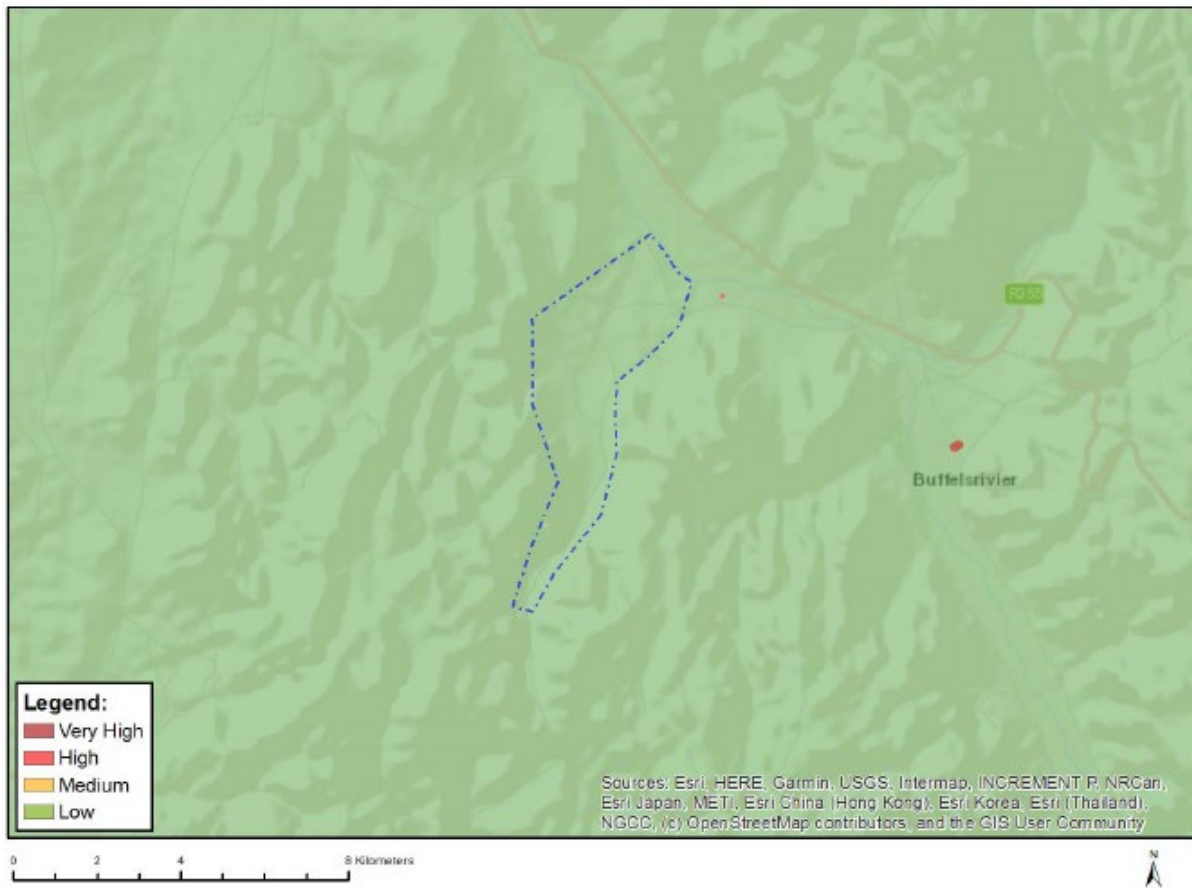 R355
Buffelsrivier
Legend:
Very High
High
Medium
Low
Sources: Esri, HERE, Garmin, USGS, Intermap, INCREMENT P, NRCan,
Esri Japan, METI, Esri China (Hong Kong), Esri Korea, Esri (Thailand),
NGCC, (c) OpenStreetMap contributors, and the GIS User Community
0 2 4 8 Kilometers
N